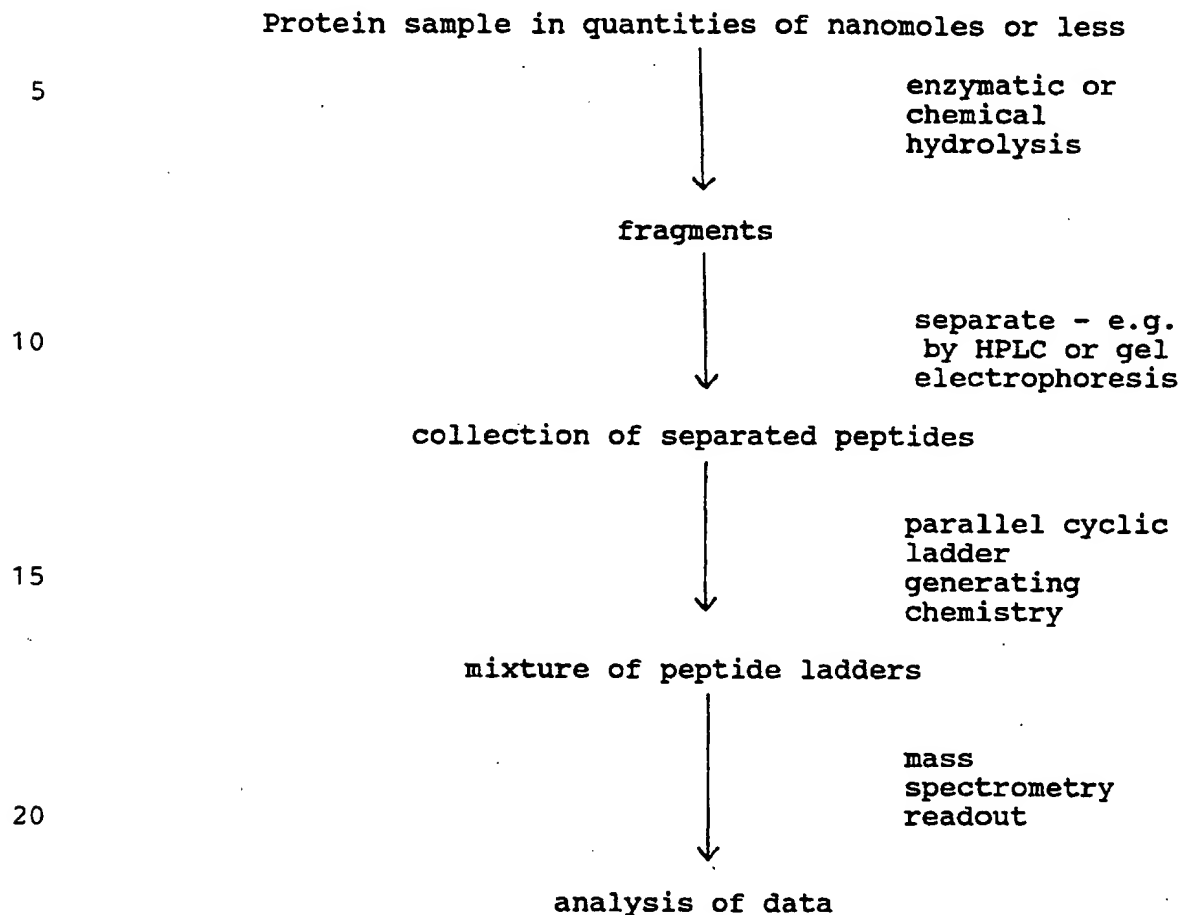 Protein sample in quantities of nanomoles or less
5
enzymatic or
chemical
hydrolysis
fragments
10
separate - e.g.
by HPLC or gel
electrophoresis
collection of separated peptides
15
parallel cyclic
ladder
generating
chemistry
mixture of peptide ladders
20
mass
spectrometry
readout
analysis of data